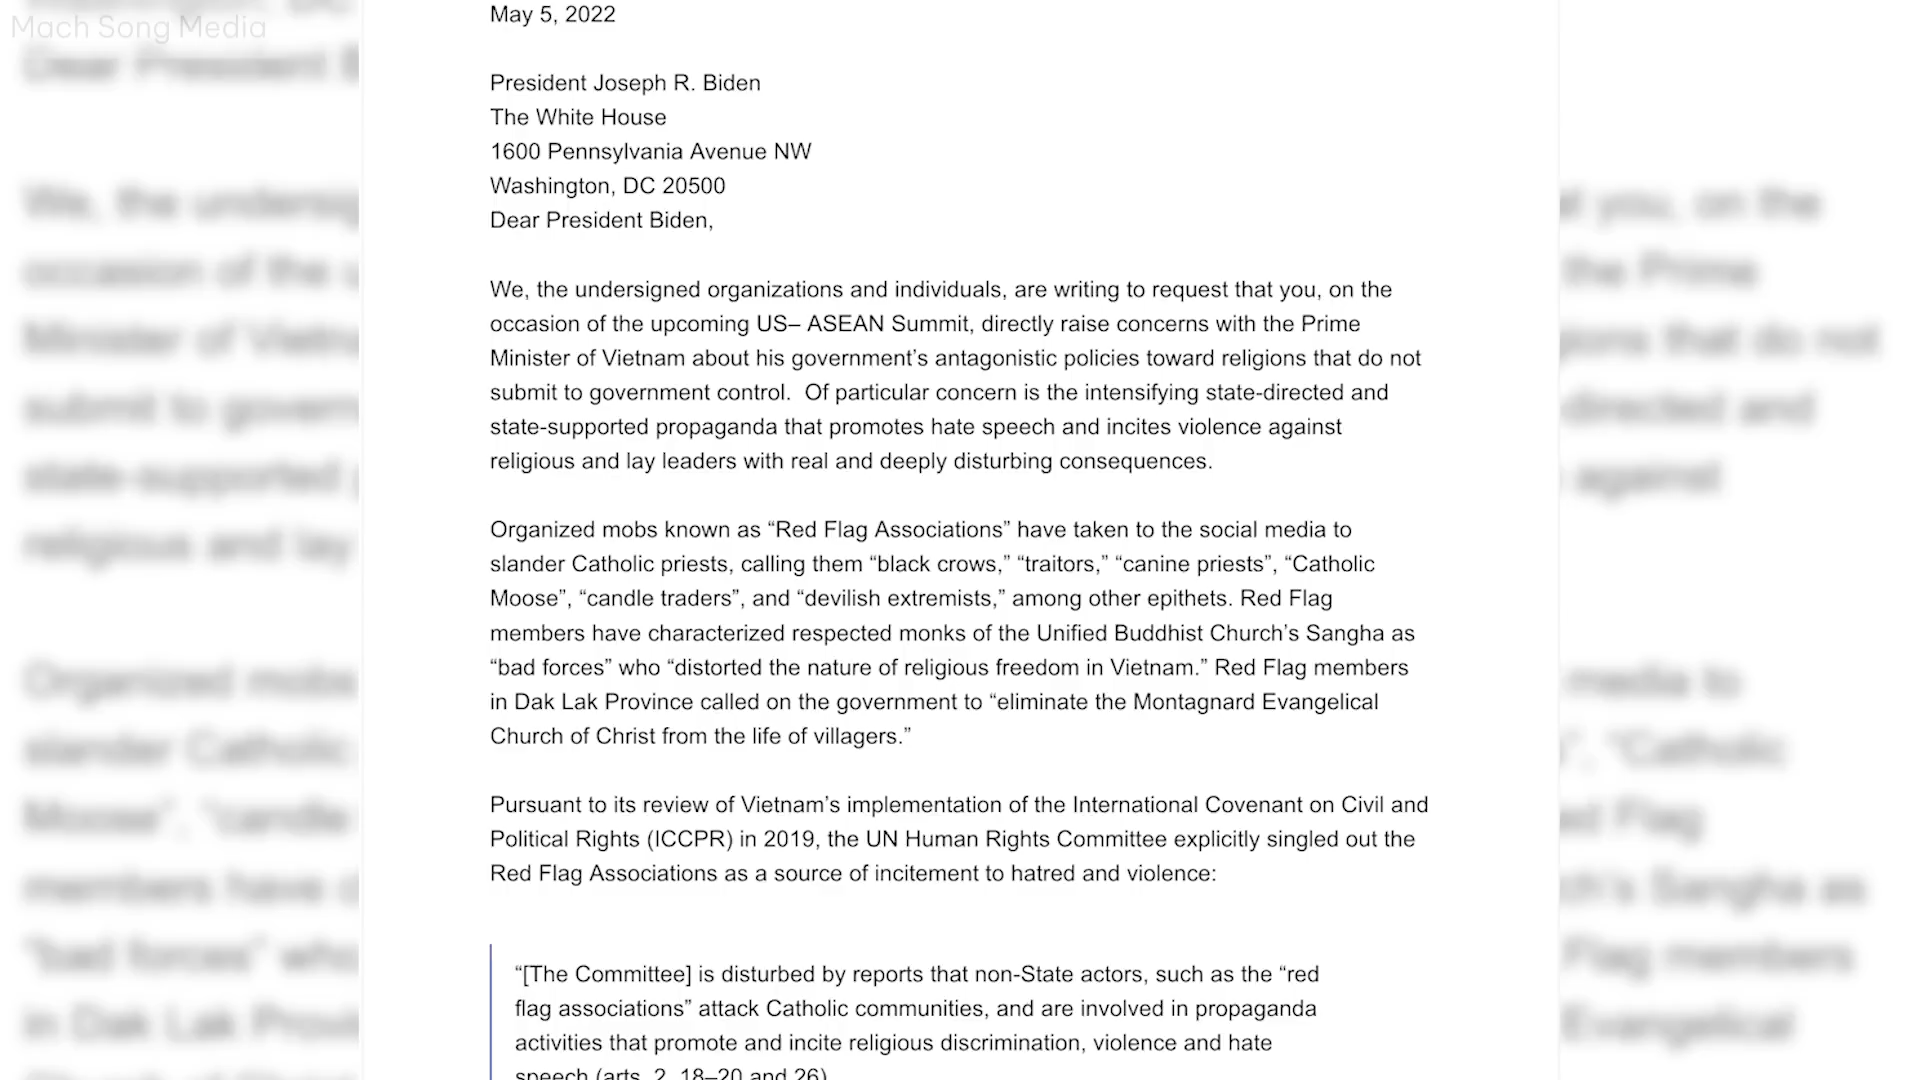 Mach Song Media
May 5, 2022
President Joseph R. Biden
The White House
1600 Pennsylvania Avenue NW
Washington, DC 20500
Dear President Biden,
We, the undersigned organizations and individuals, are writing to request that you, on the
occasion of the upcoming US– ASEAN Summit, directly raise concerns with the Prime
Minister of Vietnam about his government’s antagonistic policies toward religions that do not
submit to government control.  Of particular concern is the intensifying state-directed and
state-supported propaganda that promotes hate speech and incites violence against
religious and lay leaders with real and deeply disturbing consequences.
Organized mobs known as “Red Flag Associations” have taken to the social media to
slander Catholic priests, calling them “black crows,” “traitors,” “canine priests”, “Catholic
Moose”, “candle traders”, and “devilish extremists,” among other epithets. Red Flag
members have characterized respected monks of the Unified Buddhist Church’s Sangha as
“bad forces” who “distorted the nature of religious freedom in Vietnam.” Red Flag members
in Dak Lak Province called on the government to “eliminate the Montagnard Evangelical
Church of Christ from the life of villagers.”
Pursuant to its review of Vietnam’s implementation of the International Covenant on Civil and
Political Rights (ICCPR) in 2019, the UN Human Rights Committee explicitly singled out the
Red Flag Associations as a source of incitement to hatred and violence:
“[The Committee] is disturbed by reports that non-State actors, such as the “red
flag associations” attack Catholic communities, and are involved in propaganda
activities that promote and incite religious discrimination, violence and hate
speech (arts. 2, 18–20 and 26)